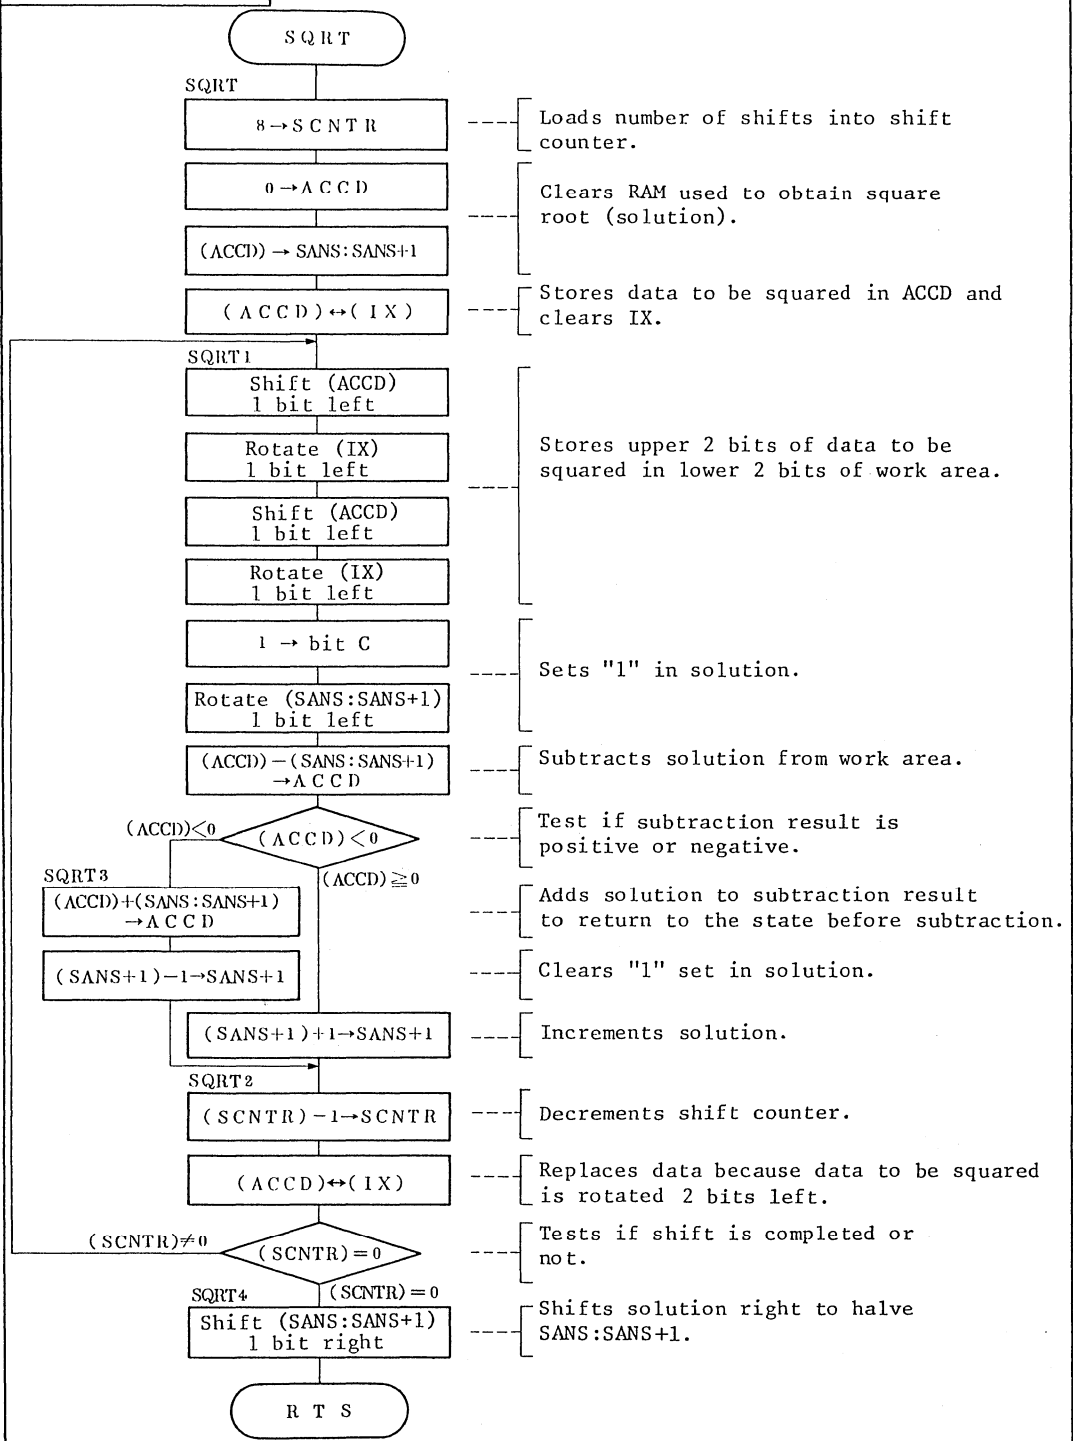 SQRT
SQRT
8→SCNTR
Loads number of shifts into shift
counter.
0→ACCD
Clears RAM used to obtain square
root (solution).
(ACCD)→SANS:SANS+1
(ACCD)↔(IX)
Stores data to be squared in ACCD and
clears IX.
SQRT1
Shift (ACCD)
1 bit left
Rotate (IX)
1 bit left
Stores upper 2 bits of data to be
squared in lower 2 bits of work area.
Shift (ACCD)
1 bit left
Rotate (IX)
1 bit left
1 → bit C
Sets "1" in solution.
Rotate (SANS:SANS+1)
1 bit left
(ACCD)−(SANS:SANS+1)
→ACCD
Subtracts solution from work area.
(ACCD)<0
(ACCD)<0
Test if subtraction result is
positive or negative.
(ACCD)≧0
SQRT3
(ACCD)+(SANS:SANS+1)
→ACCD
Adds solution to subtraction result
to return to the state before subtraction.
(SANS+1)−1→SANS+1
Clears "1" set in solution.
(SANS+1)+1→SANS+1
Increments solution.
SQRT2
(SCNTR)−1→SCNTR
Decrements shift counter.
(ACCD)↔(IX)
Replaces data because data to be squared
is rotated 2 bits left.
(SCNTR)≠0
(SCNTR)=0
Tests if shift is completed or
not.
(SCNTR)=0
SQRT4
Shift (SANS:SANS+1)
1 bit right
Shifts solution right to halve
SANS:SANS+1.
RTS